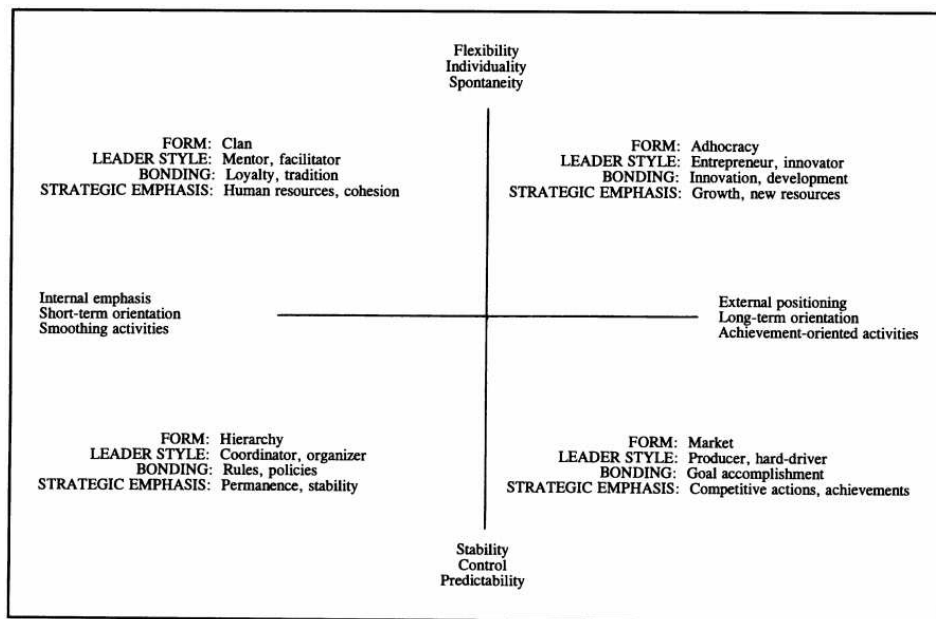 Flexibility
Individuality
Spontaneity
FORM: Clan
LEADER STYLE: Mentor, facilitator
BONDING: Loyalty, tradition
STRATEGIC EMPHASIS: Human resources, cohesion
FORM: Adhocracy
LEADER STYLE: Entrepreneur, innovator
BONDING: Innovation, development
STRATEGIC EMPHASIS: Growth, new resources
Internal emphasis
Short-term orientation
Smoothing activities
External positioning
Long-term orientation
Achievement-oriented activities
FORM: Hierarchy
LEADER STYLE: Coordinator, organizer
BONDING: Rules, policies
STRATEGIC EMPHASIS: Permanence, stability
FORM: Market
LEADER STYLE: Producer, hard-driver
BONDING: Goal accomplishment
STRATEGIC EMPHASIS: Competitive actions, achievements
Stability
Control
Predictability